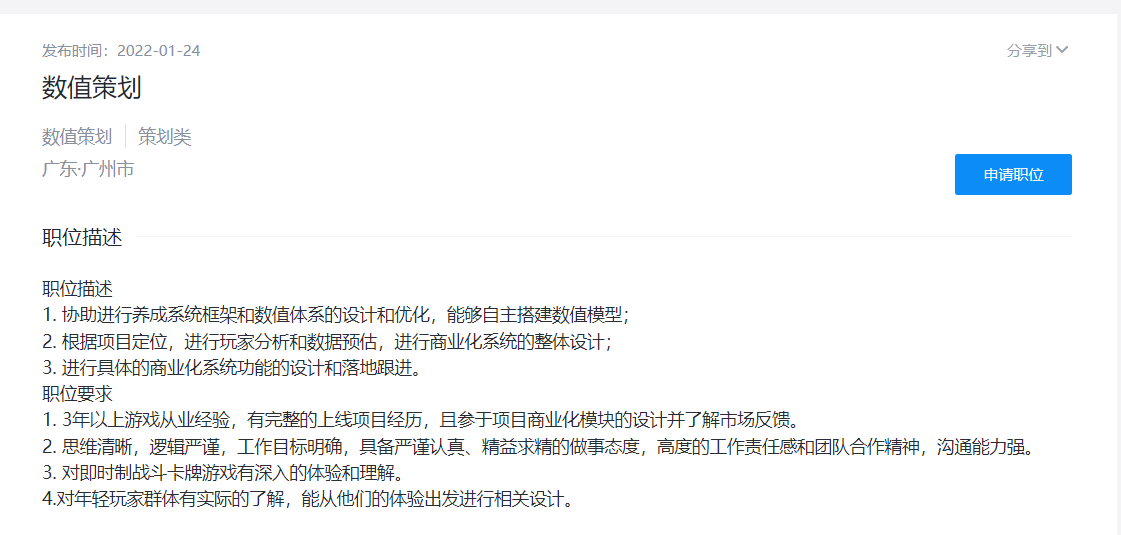 发布时间：2022-01-24
分享到
数值策划
数值策划 策划类
广东·广州市
申请职位
职位描述
职位描述
1. 协助进行养成系统框架和数值体系的设计和优化，能够自主搭建数值模型；
2. 根据项目定位，进行玩家分析和数据预估，进行商业化系统的整体设计；
3. 进行具体的商业化系统功能的设计和落地跟进。
职位要求
1. 3年以上游戏从业经验，有完整的上线项目经历，且参于项目商业化模块的设计并了解市场反馈。
2. 思维清晰，逻辑严谨，工作目标明确，具备严谨认真、精益求精的做事态度，高度的工作责任感和团队合作精神，沟通能力强。
3. 对即时制战斗卡牌游戏有深入的体验和理解。
4.对年轻玩家群体有实际的了解，能从他们的体验出发进行相关设计。